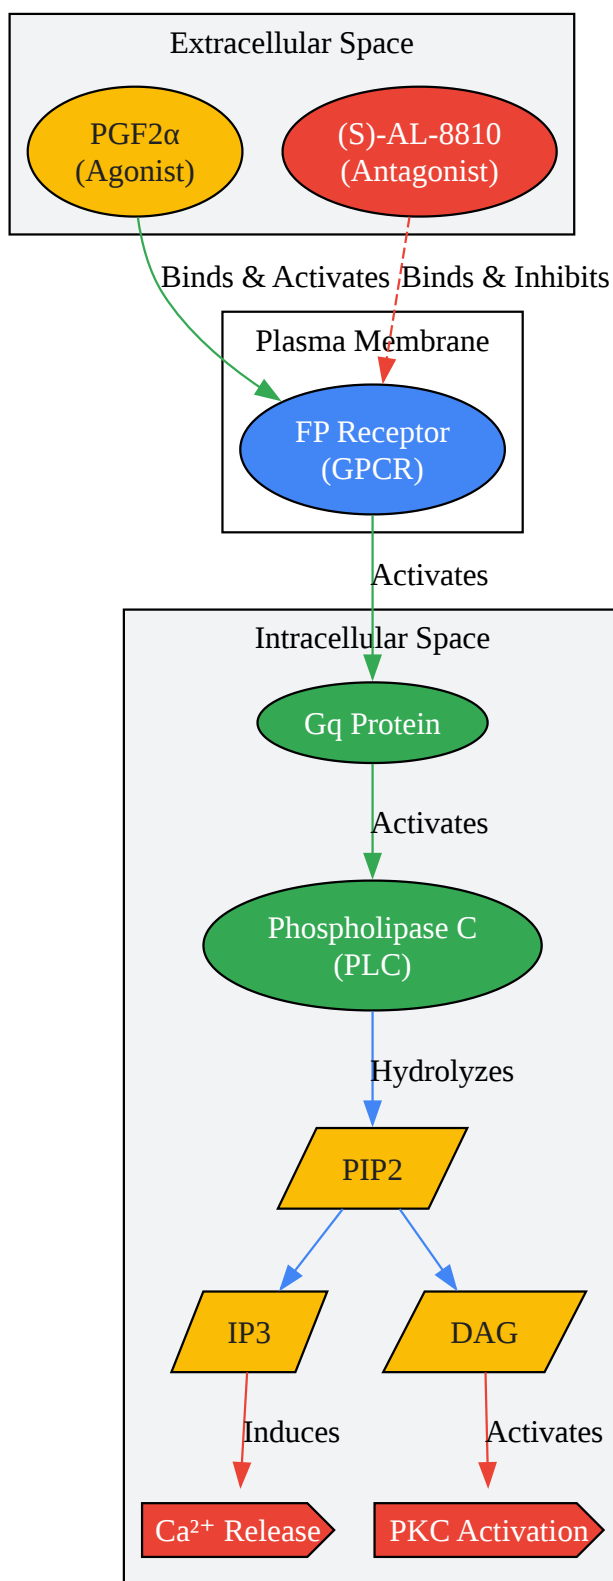 Extracellular Space
PGF2α
(Agonist)
(S)-AL-8810
(Antagonist)
Binds & Activates
Binds & Inhibits
Plasma Membrane
FP Receptor
(GPCR)
Activates
Intracellular Space
Gq Protein
Activates
Phospholipase C
(PLC)
Hydrolyzes
PIP2
IP3
DAG
Induces
Activates
Ca²⁺ Release
PKC Activation